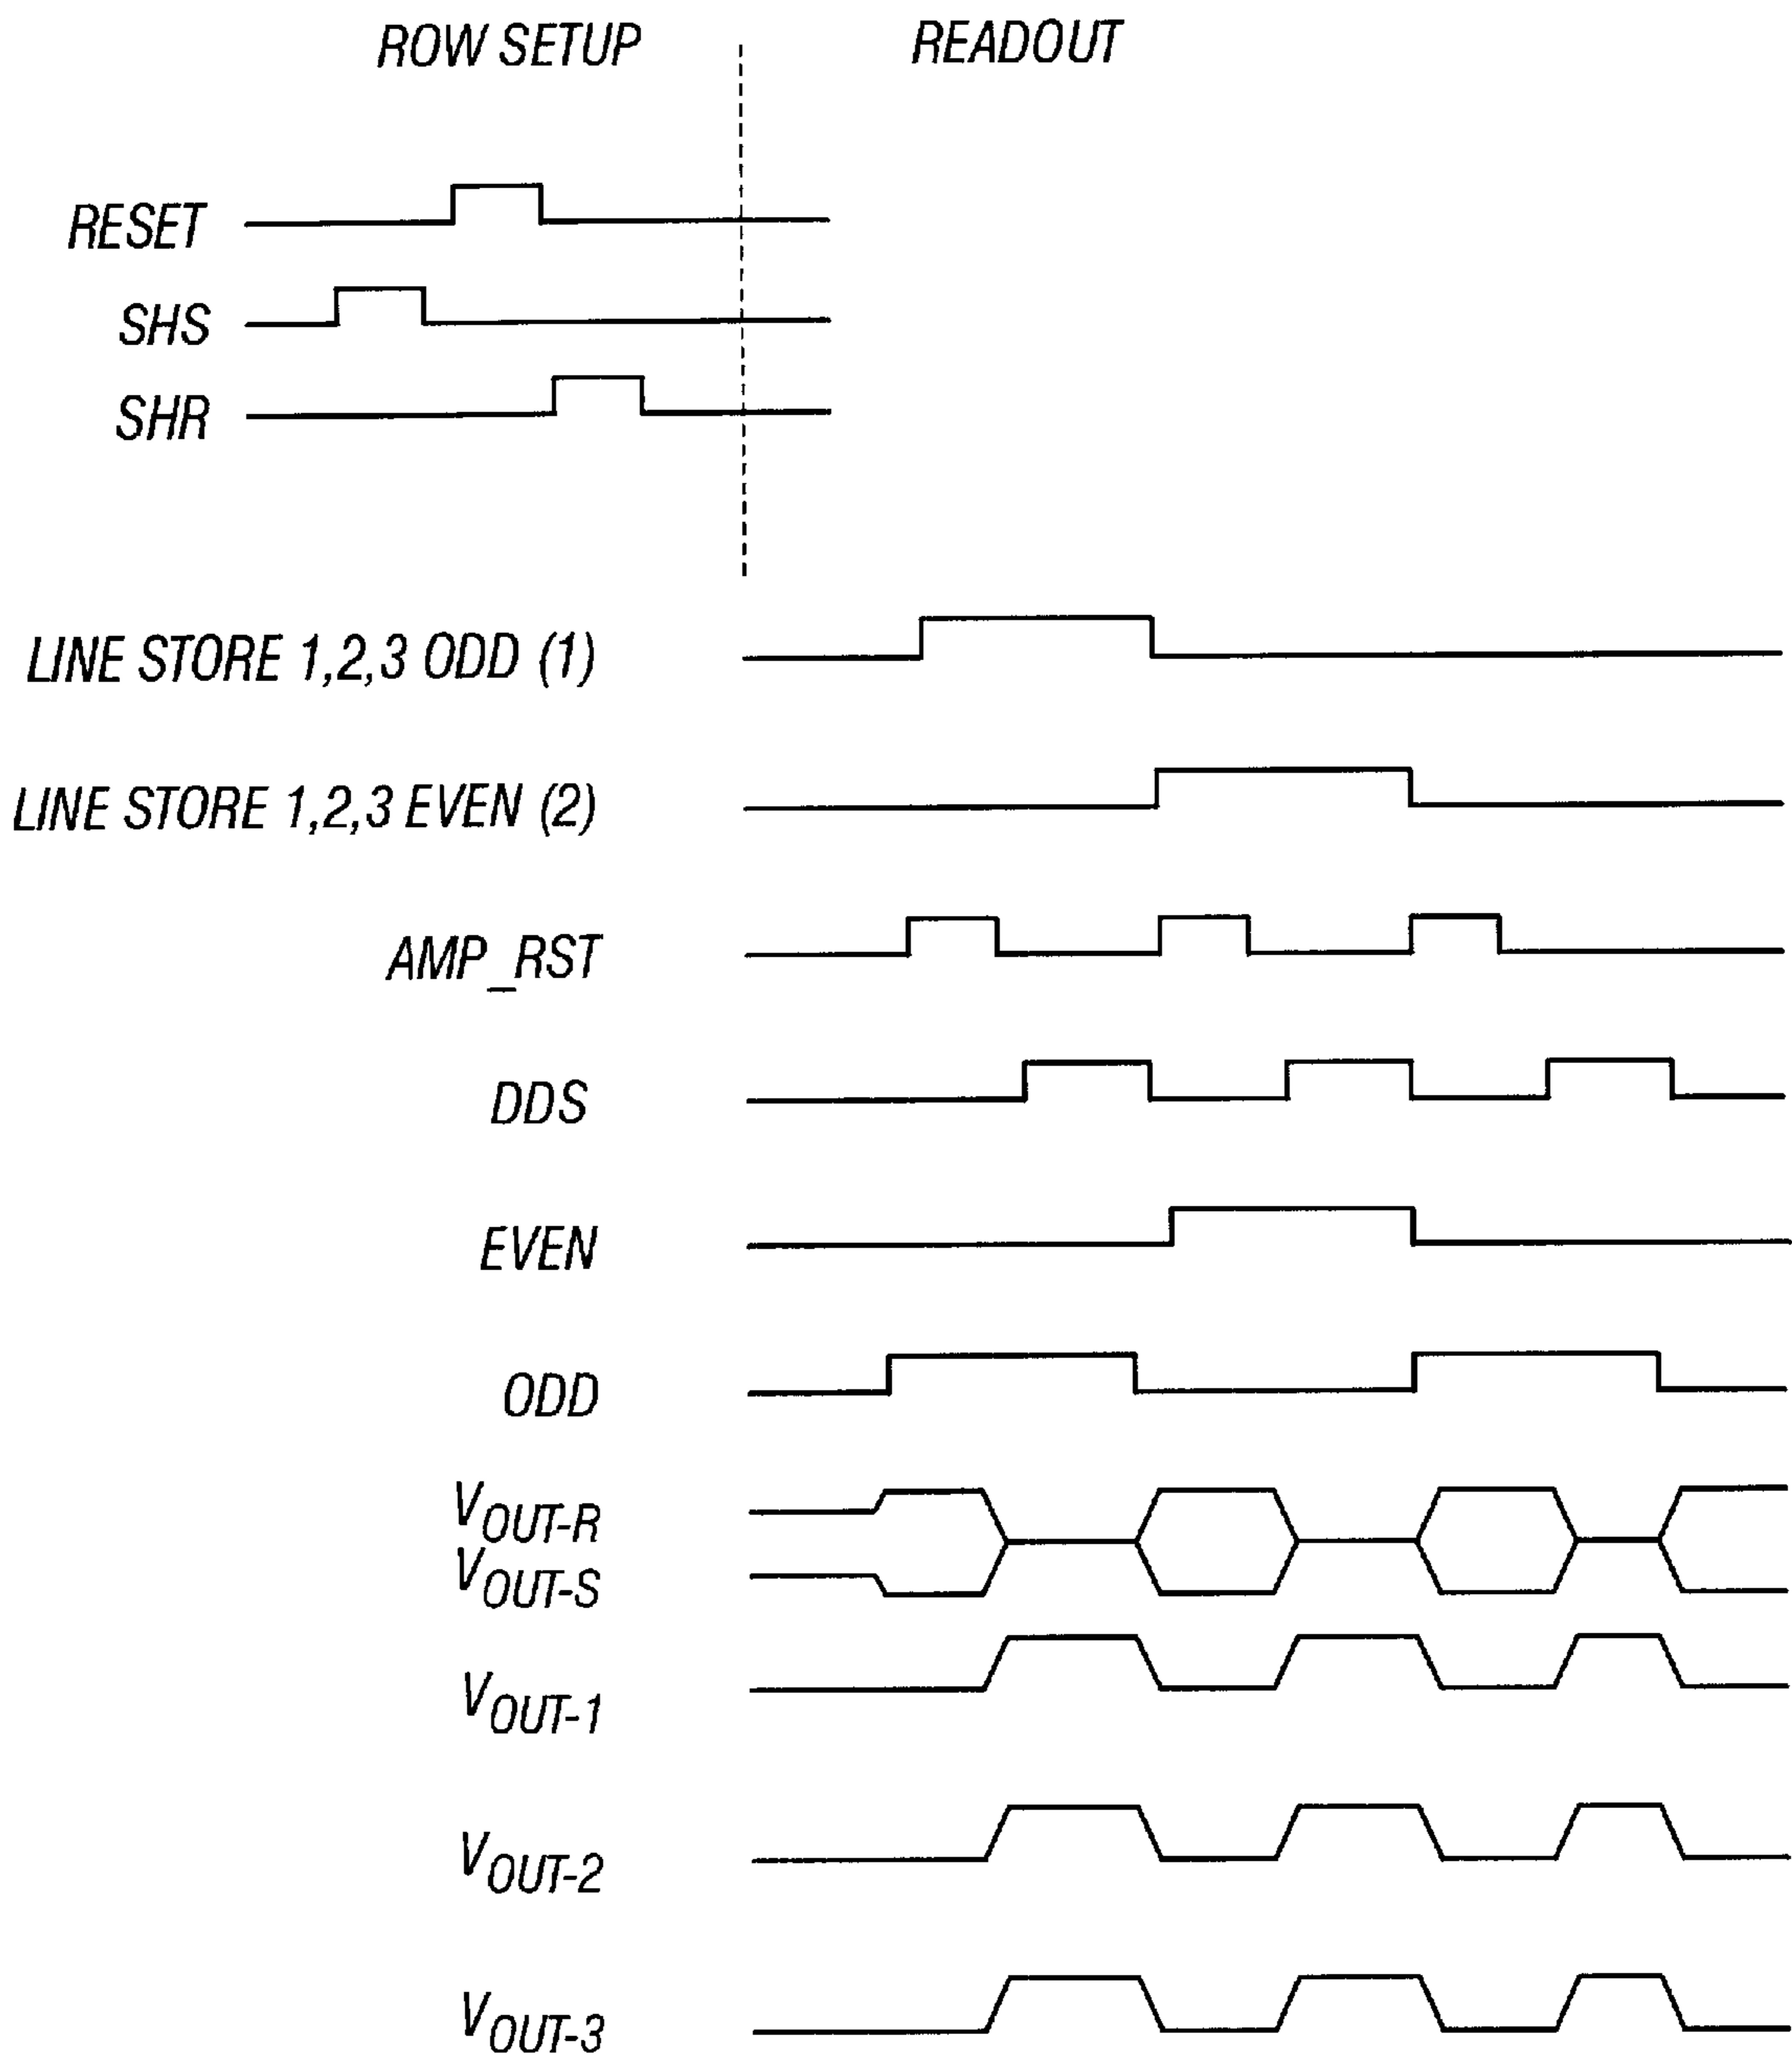 ROW SETUP READOUT
RESET
SHS
SHR
LINE STORE 1,2,3 ODD (1)
LINE STORE 1,2,3 EVEN (2)
AMP_RST
DDS
EVEN
ODD
VOUT-R
VOUT-S
VOUT-1
VOUT-2
VOUT-3